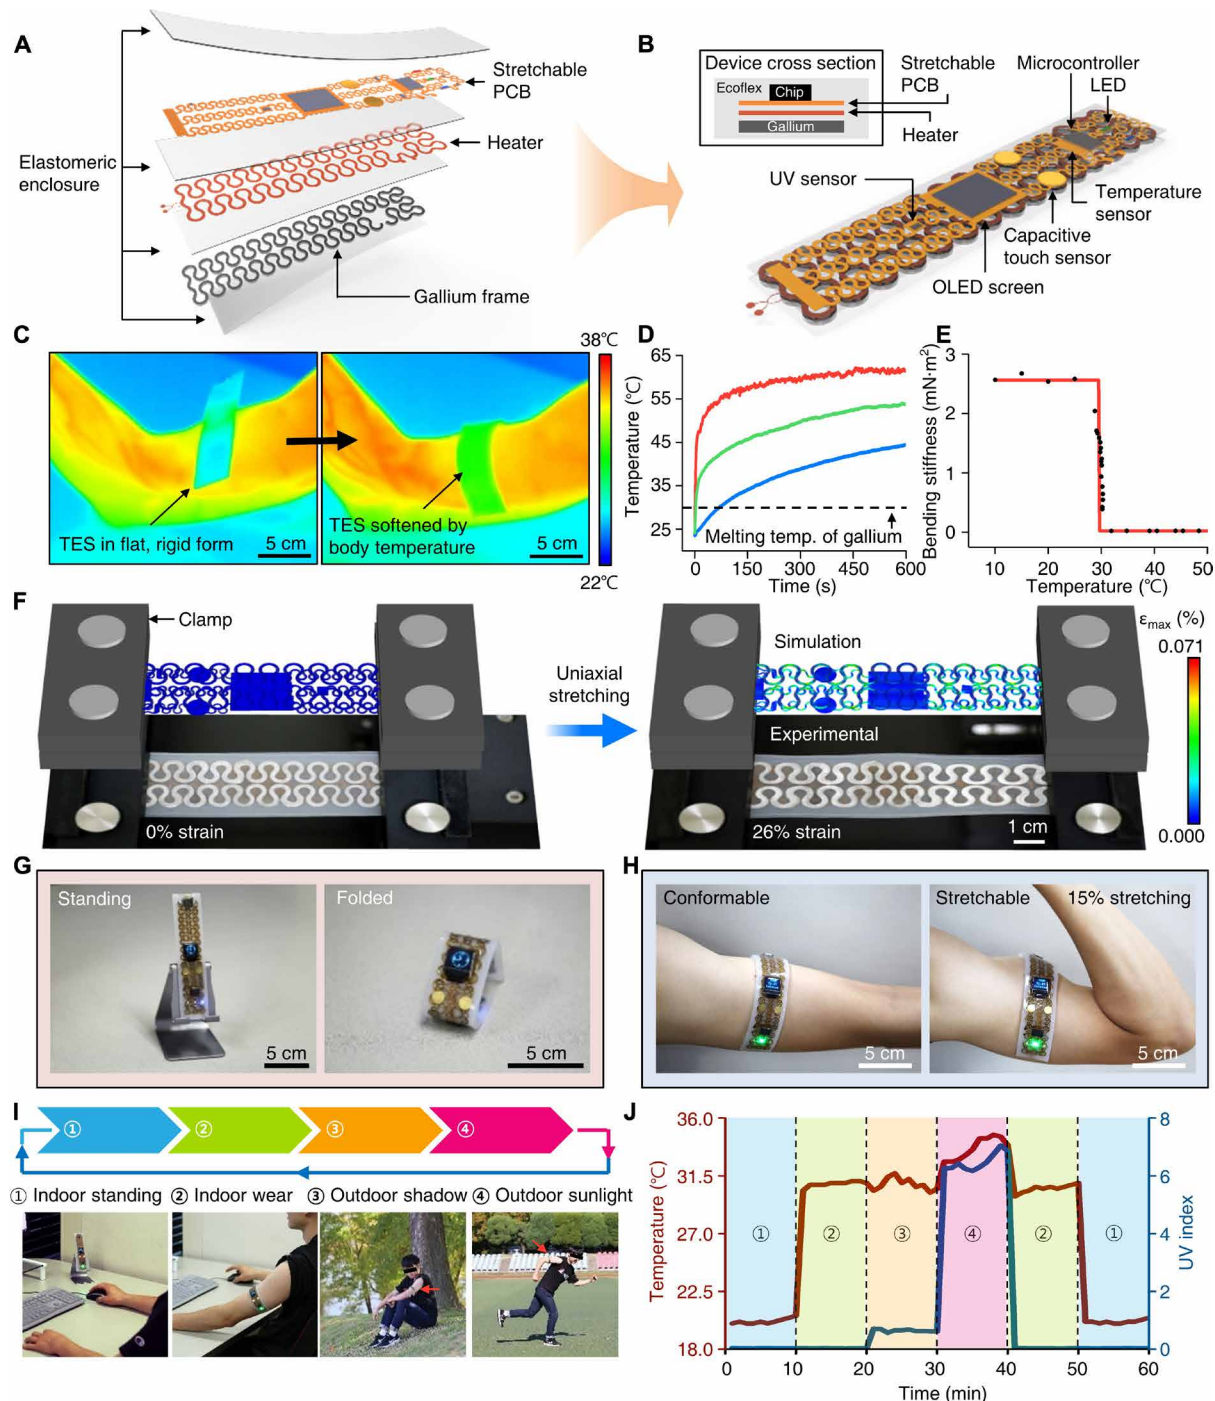 A
Stretchable
PCB
Heater
Elastomeric
enclosure
Gallium frame
B
Device cross section
Ecoflex
Chip
Gallium
Stretchable
PCB
Heater
Microcontroller
LED
UV sensor
Temperature
sensor
Capacitive
touch sensor
OLED screen
C
38℃
22℃
TES in flat, rigid form
5 cm
TES softened by
body temperature
5 cm
D
Temperature (℃)
65
55
45
35
25
Melting temp. of gallium
0 150 300 450 600
Time (s)
E
Bending stiffness (mN·m²)
3
2
1
0
10 20 30 40 50
Temperature (℃)
F
Clamp
0% strain
Uniaxial
stretching
Simulation
Experimental
26% strain
1 cm
εmax (%)
0.071
0.000
G
Standing
5 cm
Folded
5 cm
H
Conformable
5 cm
Stretchable 15% stretching
5 cm
I
① ② ③ ④
① Indoor standing ② Indoor wear ③ Outdoor shadow ④ Outdoor sunlight
J
Temperature (℃)
36.0
31.5
27.0
22.5
18.0
① ② ③ ④ ② ①
8
6
4
2
0
UV index
0 10 20 30 40 50 60
Time (min)